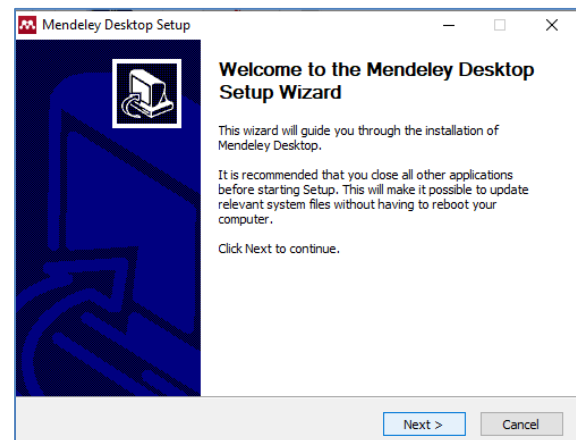 Mendeley Desktop Setup
Welcome to the Mendeley Desktop
Setup Wizard
This wizard will guide you through the installation of
Mendeley Desktop.
It is recommended that you close all other applications
before starting Setup. This will make it possible to update
relevant system files without having to reboot your
computer.
Click Next to continue.
Next >
Cancel